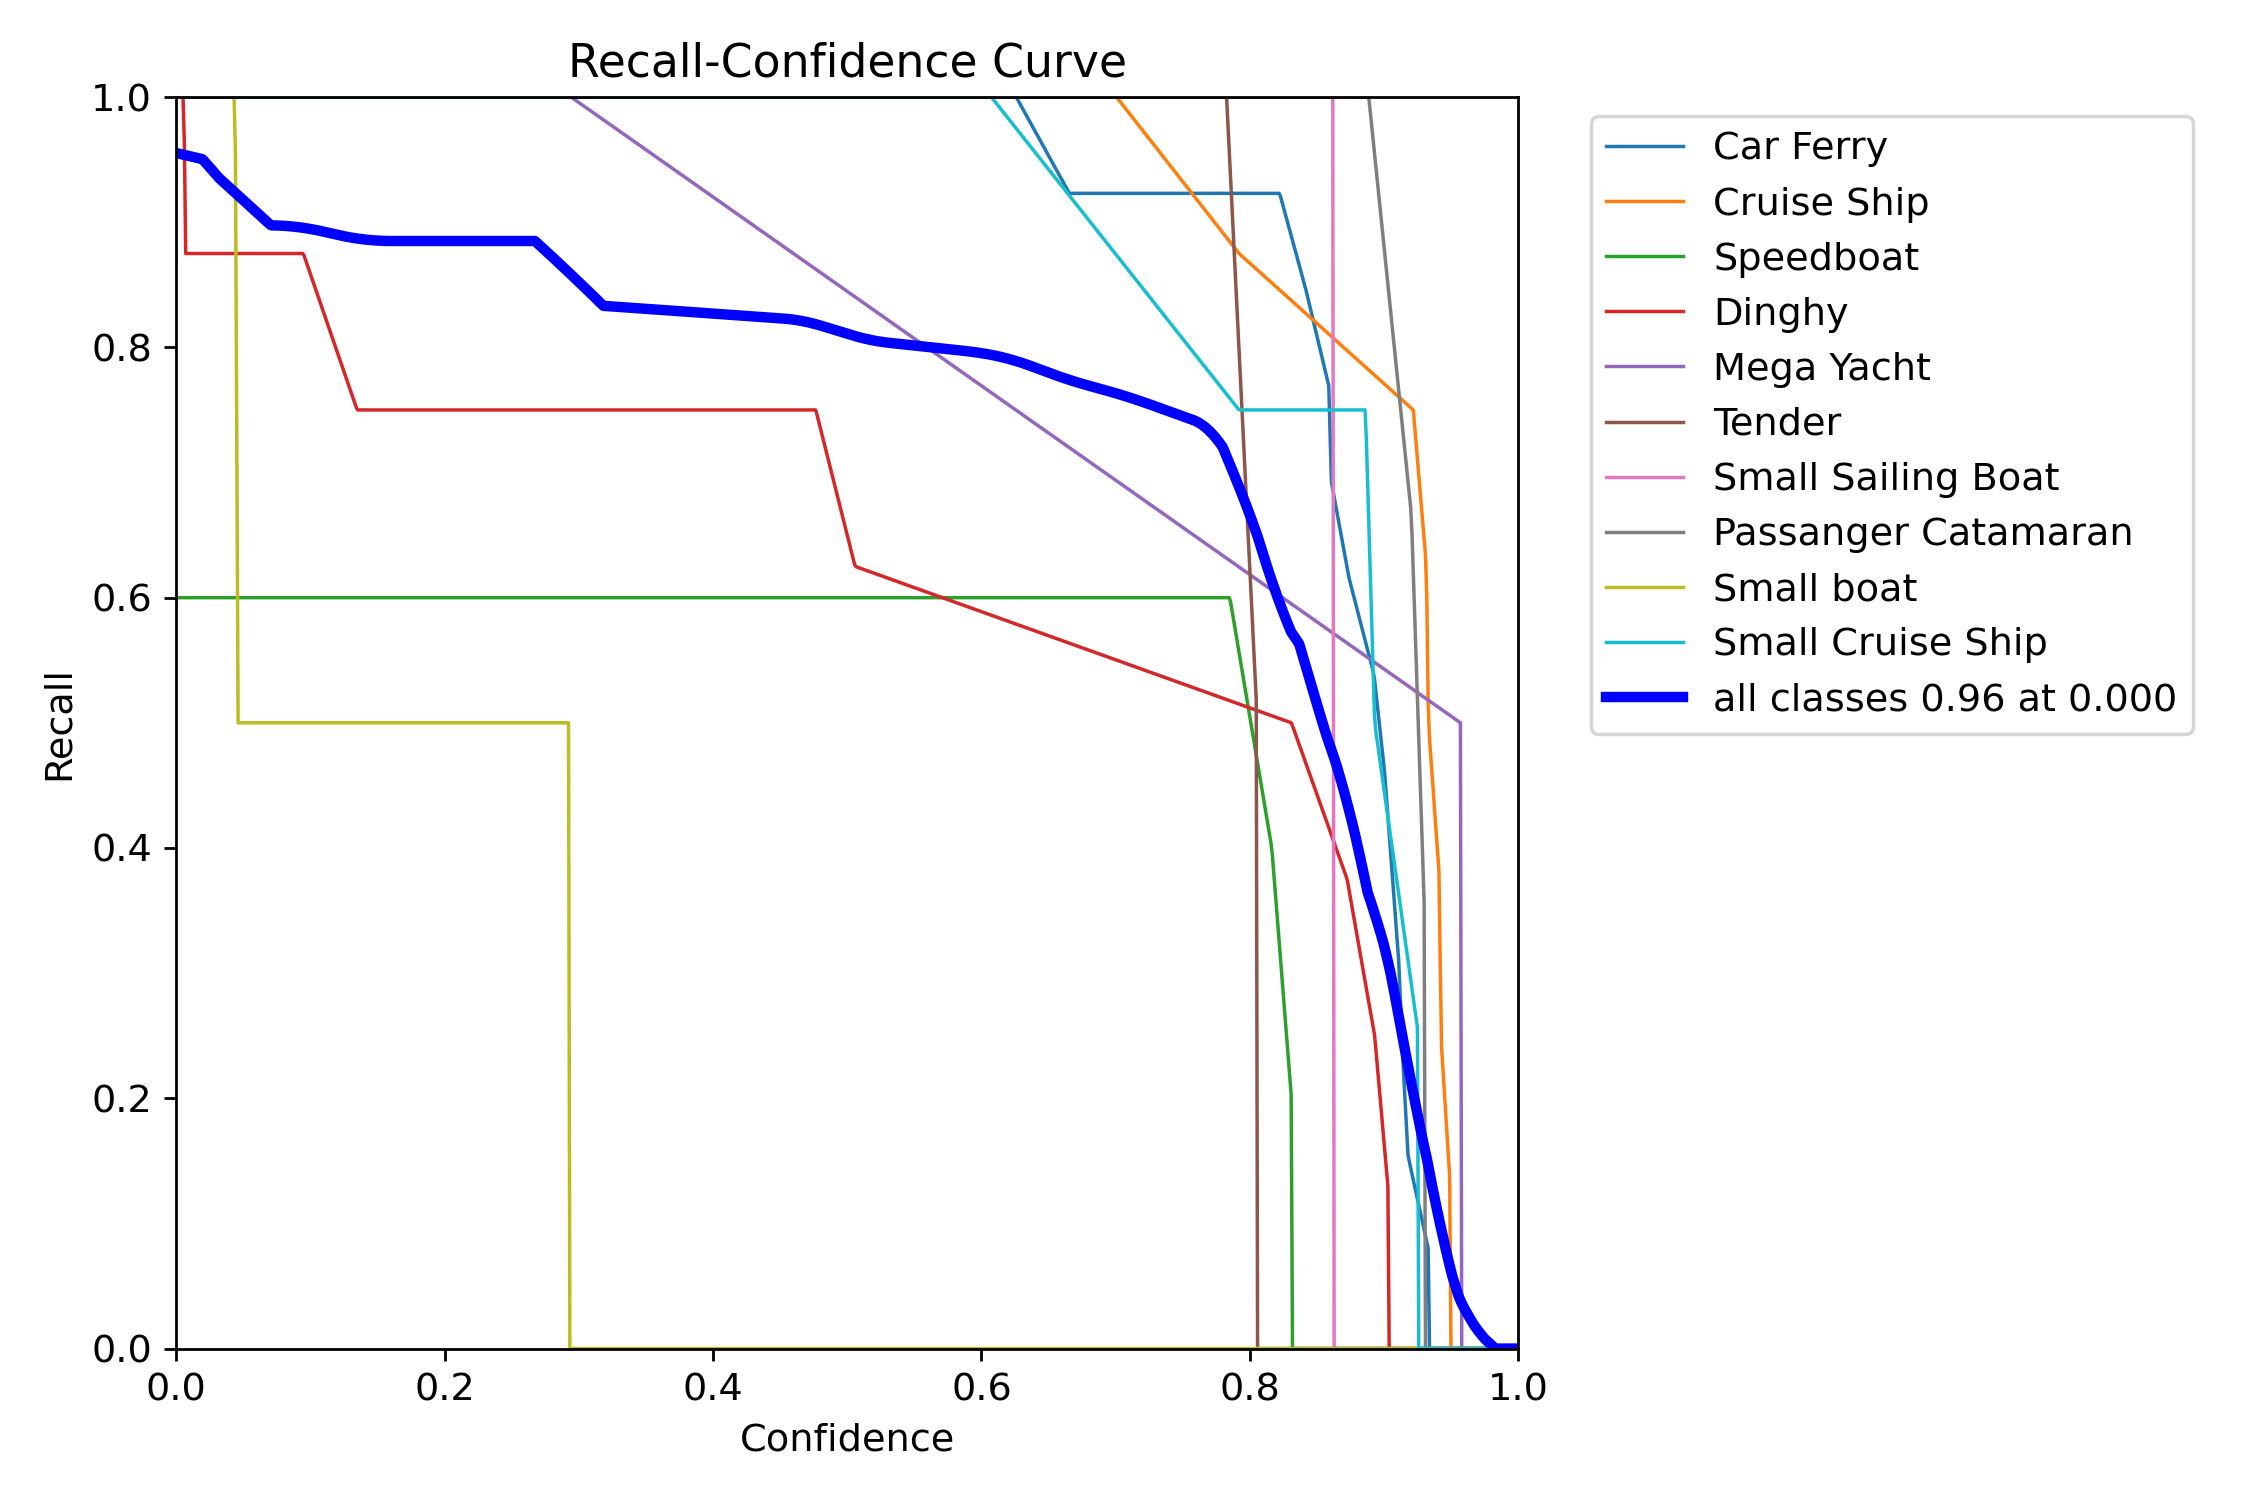 Recall-Confidence Curve
1.0
0.8
0.6
0.4
0.2
0.0
Recall
0.0 0.2 0.4 0.6 0.8 1.0
Confidence
Car Ferry
Cruise Ship
Speedboat
Dinghy
Mega Yacht
Tender
Small Sailing Boat
Passanger Catamaran
Small boat
Small Cruise Ship
all classes 0.96 at 0.000